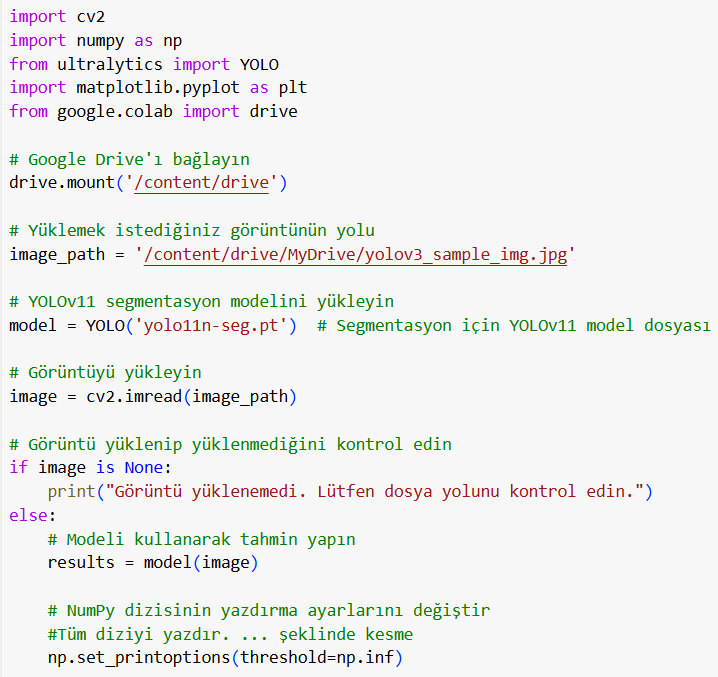 import cv2
import numpy as np
from ultralytics import YOLO
import matplotlib.pyplot as plt
from google.colab import drive

# Google Drive'ı bağlayın
drive.mount('/content/drive')

# Yüklemek istediğiniz görüntünün yolu
image_path = '/content/drive/MyDrive/yolov3_sample_img.jpg'

# YOLOv11 segmentasyon modelini yükleyin
model = YOLO('yolo11n-seg.pt')  # Segmentasyon için YOLOv11 model dosyası

# Görüntüyü yükleyin
image = cv2.imread(image_path)

# Görüntü yüklenip yüklenmediğini kontrol edin
if image is None:
    print("Görüntü yüklenemedi. Lütfen dosya yolunu kontrol edin.")
else:
    # Modeli kullanarak tahmin yapın
    results = model(image)

    # NumPy dizisinin yazdırma ayarlarını değiştir
    #Tüm diziyi yazdır. ... şeklinde kesme
    np.set_printoptions(threshold=np.inf)